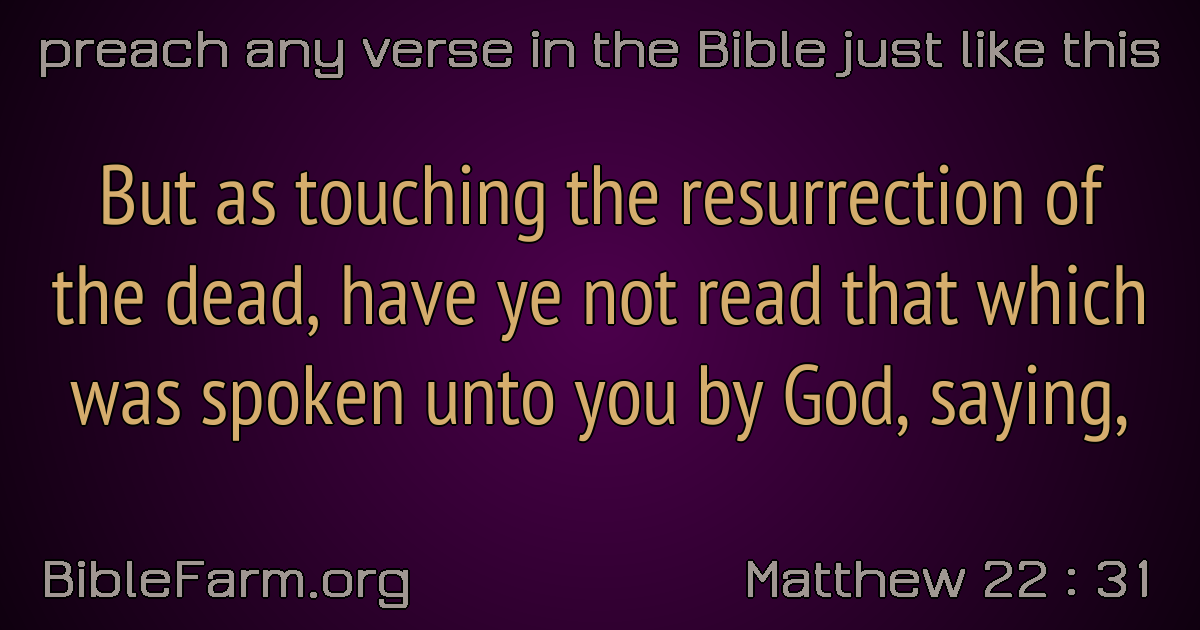 preach any verse in the Bible just like this
But as touching the resurrection of
the dead, have ye not read that which
was spoken unto you by God, saying,
BibleFarm.org
Matthew 22 : 31